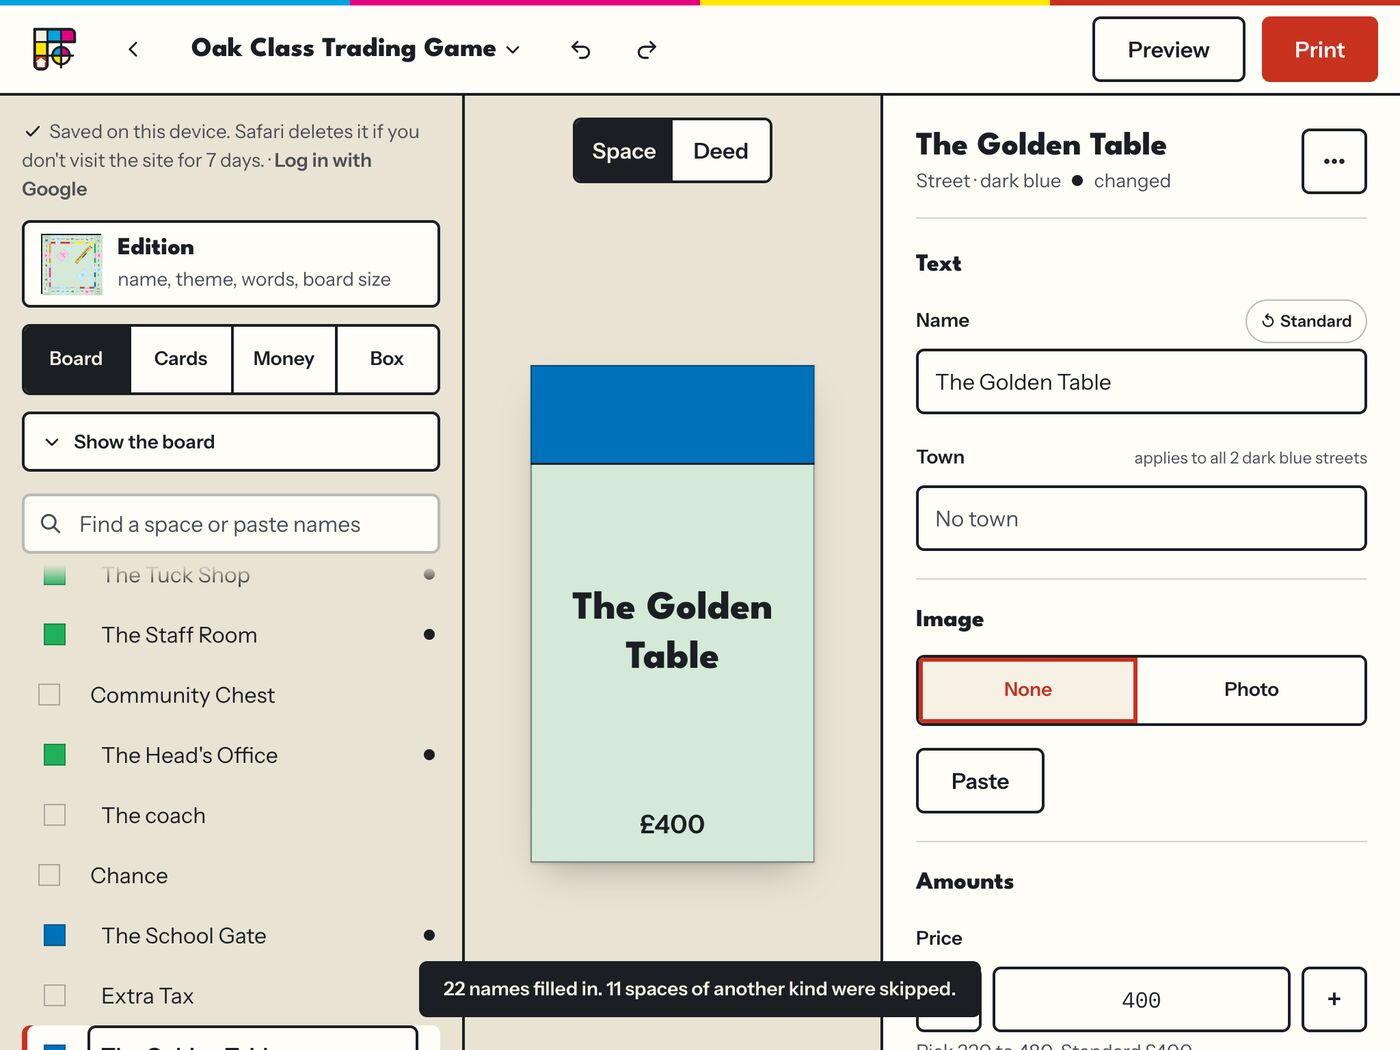 Oak Class Trading Game
Preview
Print
Saved on this device. Safari deletes it if you
don't visit the site for 7 days. · Log in with
Google
Edition
name, theme, words, board size
Board
Cards
Money
Box
Show the board
Find a space or paste names
The Tuck Shop
The Staff Room
Community Chest
The Head's Office
The coach
Chance
The School Gate
Extra Tax
Space
Deed
The Golden
Table
£400
22 names filled in. 11 spaces of another kind were skipped.
The Golden Table
Street · dark blue ● changed
Text
Name
Standard
The Golden Table
Town
applies to all 2 dark blue streets
No town
Image
None
Photo
Paste
Amounts
Price
400
+